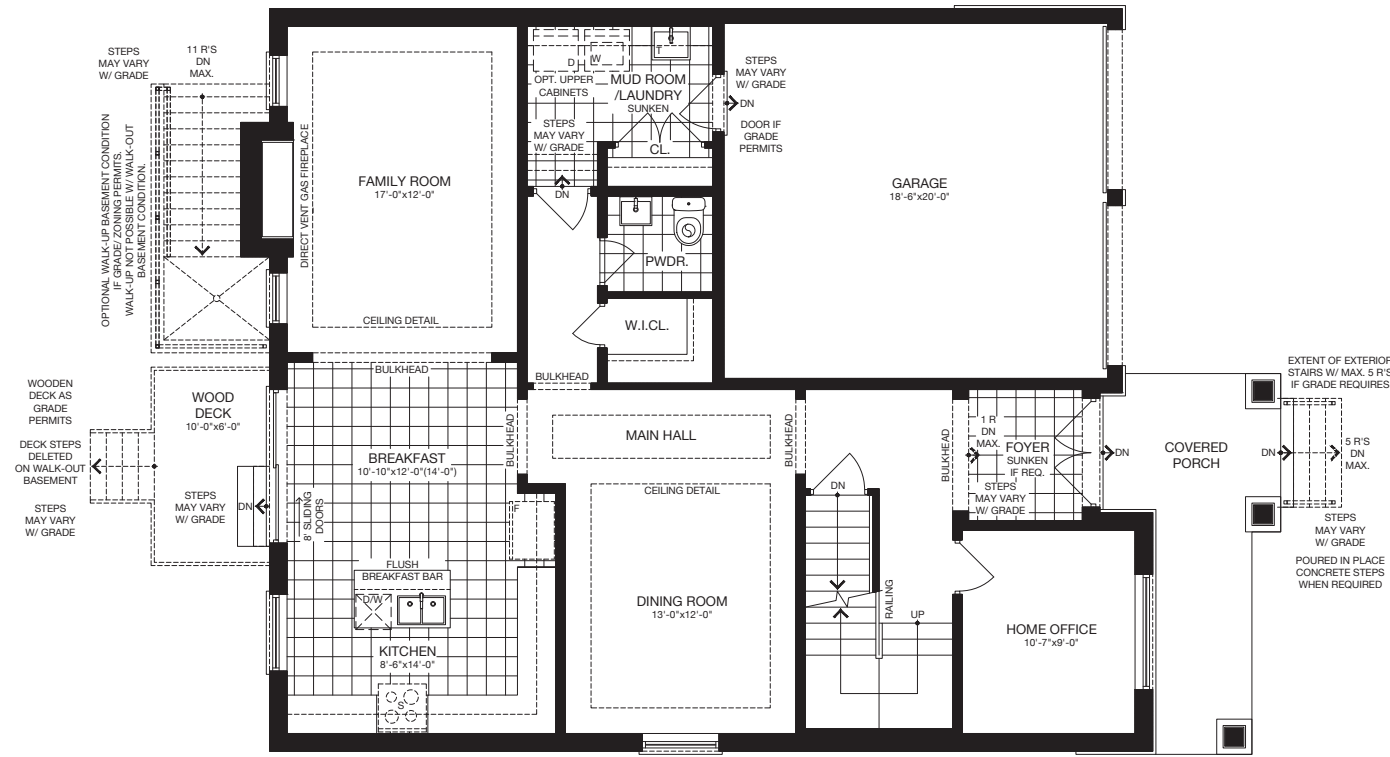 STEPS
MAY VARY
W/ GRADE
11 R'S
DN
MAX.
OPTIONAL WALK-UP BASEMENT CONDITION
IF GRADE/ ZONING PERMITS.
WALK-UP NOT POSSIBLE W/ WALK-OUT
BASEMENT CONDITION.
DIRECT VENT GAS FIREPLACE
FAMILY ROOM
17'-0"x12'-0"
CEILING DETAIL
D
W
T
OPT. UPPER
CABINETS
MUD ROOM
/LAUNDRY
SUNKEN
STEPS
MAY VARY
W/ GRADE
CL.
DN
STEPS
MAY VARY
W/ GRADE
DN
DOOR IF
GRADE
PERMITS
GARAGE
18'-6"x20'-0"
PWDR.
W.I.CL.
BULKHEAD
BULKHEAD
WOODEN
DECK AS
GRADE
PERMITS
DECK STEPS
DELETED
ON WALK-OUT
BASEMENT
STEPS
MAY VARY
W/ GRADE
WOOD
DECK
10'-0"x6'-0"
STEPS
MAY VARY
W/ GRADE
DN
8' SLIDING
DOORS
BREAKFAST
10'-10"x12'-0"(14'-0")
BULKHEAD
F
FLUSH
BREAKFAST BAR
D/W
KITCHEN
8'-6"x14'-0"
S
MAIN HALL
CEILING DETAIL
DINING ROOM
13'-0"x12'-0"
BULKHEAD
DN
RAILING
UP
BULKHEAD
1 R
DN
MAX.
FOYER
SUNKEN
IF REQ.
STEPS
MAY VARY
W/ GRADE
DN
COVERED
PORCH
DN
EXTENT OF EXTERIOR
STAIRS W/ MAX. 5 R'S
IF GRADE REQUIRES
5 R'S
DN
MAX.
STEPS
MAY VARY
W/ GRADE
POURED IN PLACE
CONCRETE STEPS
WHEN REQUIRED
HOME OFFICE
10'-7"x9'-0"